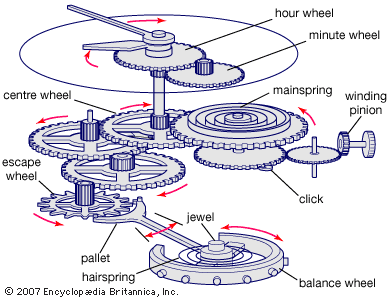 hour wheel
minute wheel
centre wheel
mainspring
winding
pinion
escape
wheel
click
jewel
pallet
hairspring
balance wheel
© 2007 Encyclopædia Britannica, Inc.